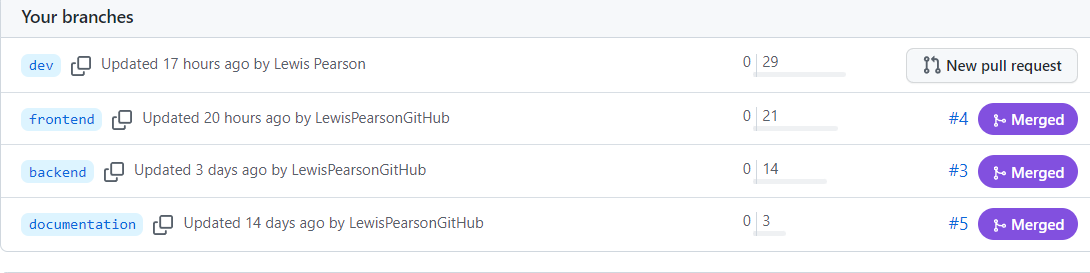 Your branches
dev Updated 17 hours ago by Lewis Pearson 0 29 New pull request
frontend Updated 20 hours ago by LewisPearsonGitHub 0 21 #4 Merged
backend Updated 3 days ago by LewisPearsonGitHub 0 14 #3 Merged
documentation Updated 14 days ago by LewisPearsonGitHub 0 3 #5 Merged